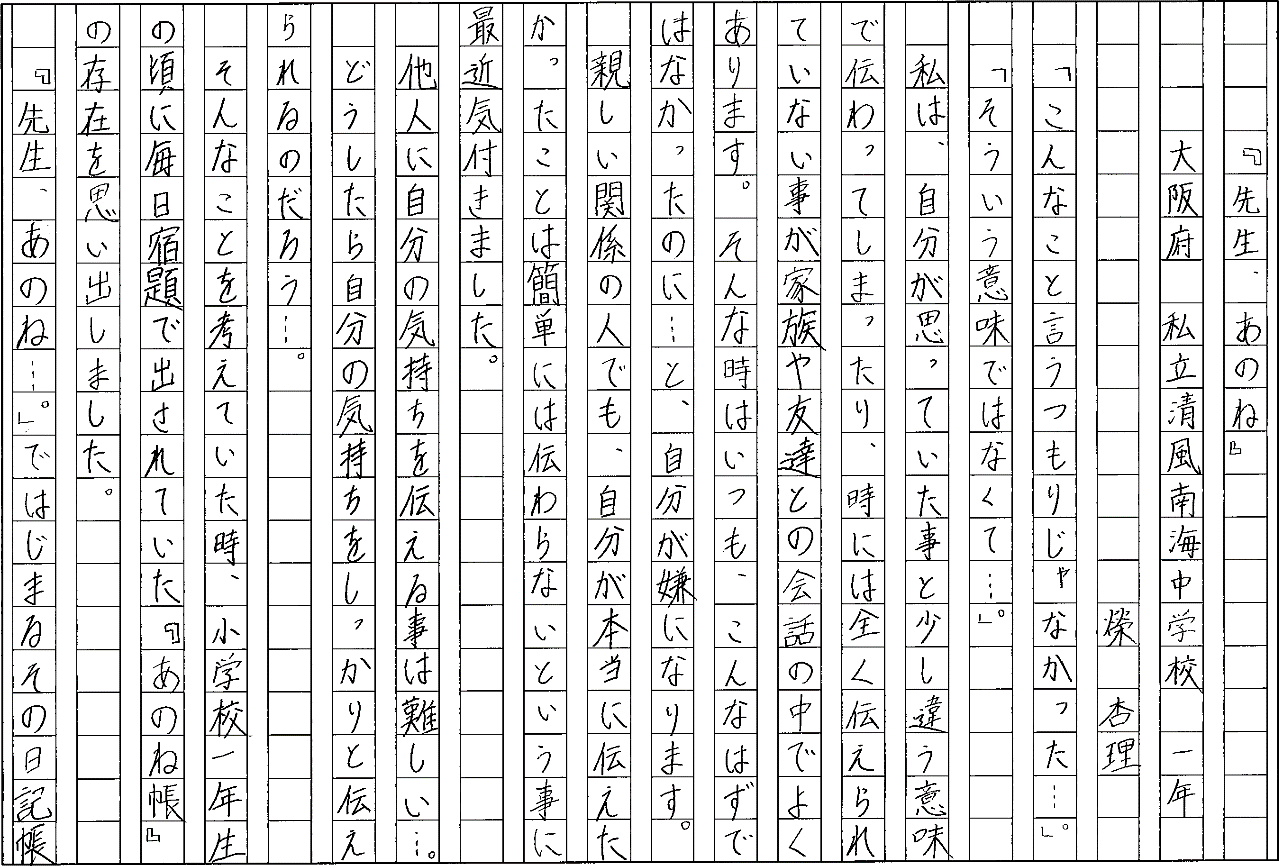 『先生、あのね』
大阪府　私立清風南海中学校　一年
榮　杏理
「こんなこと言うつもりじゃなかった…」。
「そういう意味ではなくて…」。
私は、自分が思っていた事と少し違う意味
で伝わってしまったり、時には全く伝えられ
ていない事が家族や友達との会話の中でよく
あります。そんな時はいつも、こんなはずで
はなかったのに…と、自分が嫌になります。
親しい関係の人でも、自分が本当に伝えた
かったことは簡単には伝わらないという事に
最近気付きました。
他人に自分の気持ちを伝える事は難しい…。
どうしたら自分の気持ちをしっかりと伝え
られるのだろう…。
そんなことを考えていた時、小学校一年生
の頃に毎日宿題で出されていた『あのね帳』
の存在を思い出しました。
『先生、あのね…。」ではじまるその日記帳